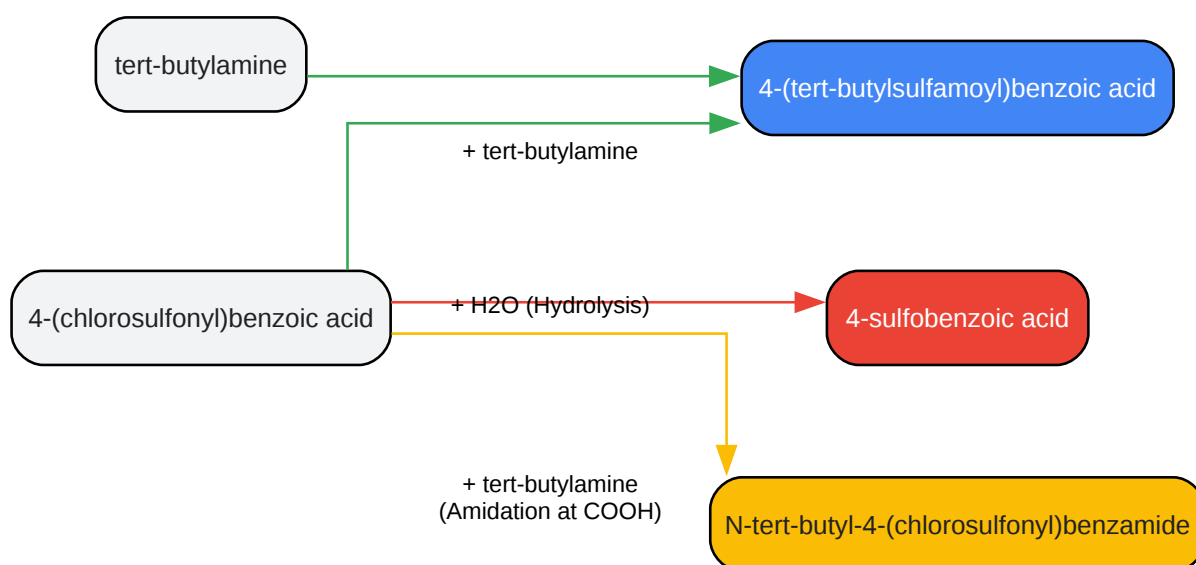 tert-butylamine
4-(tert-butylsulfamoyl)benzoic acid
+ tert-butylamine
4-(chlorosulfonyl)benzoic acid
+ H2O (Hydrolysis)
4-sulfobenzoic acid
+ tert-butylamine
(Amidation at COOH)
N-tert-butyl-4-(chlorosulfonyl)benzamide